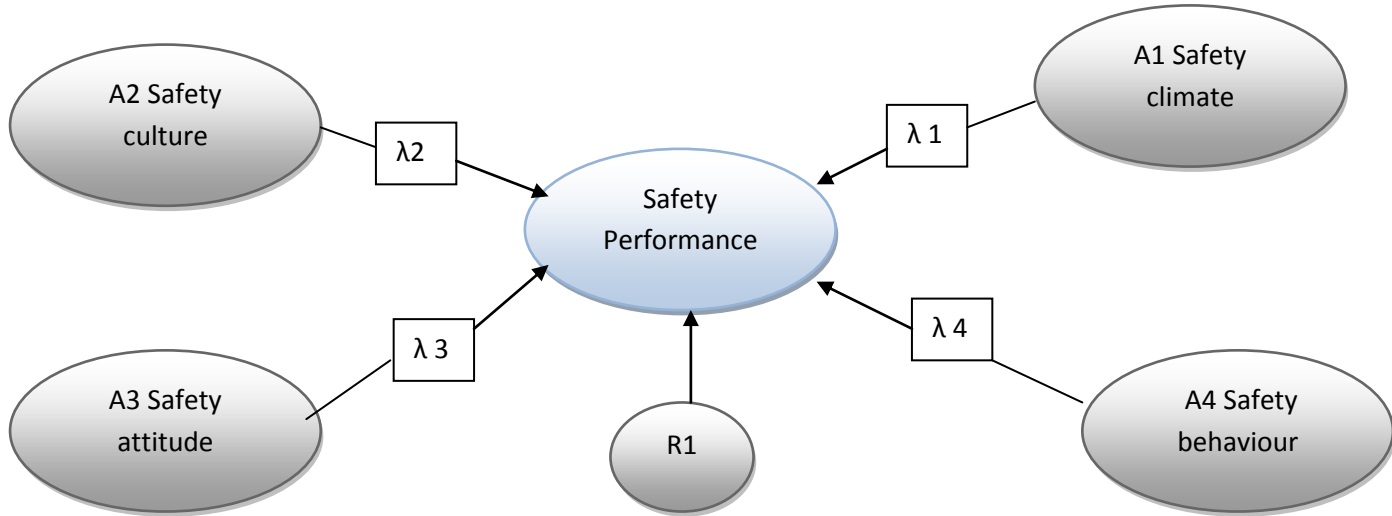 A2 Safety
culture
A1 Safety
climate
λ2
λ 1
Safety
Performance
λ 3
λ 4
A3 Safety
attitude
R1
A4 Safety
behaviour